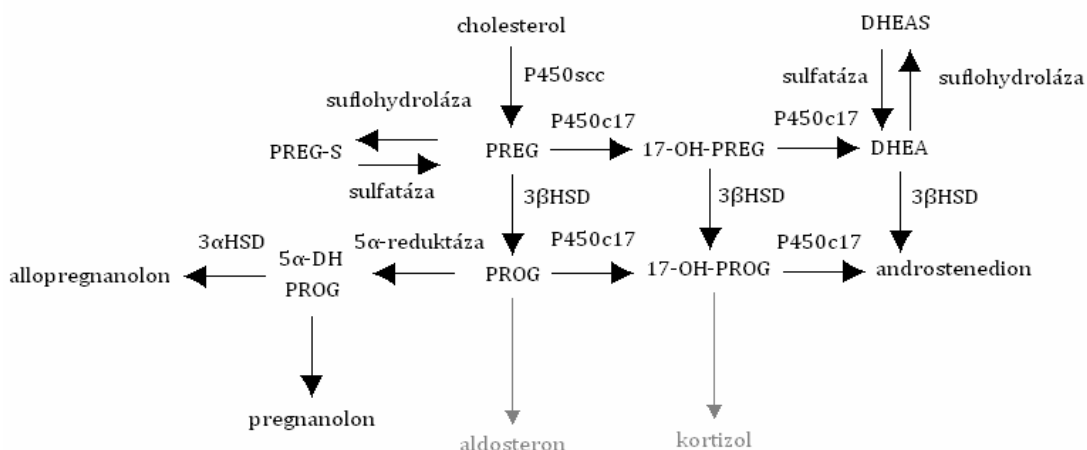 cholesterol
DHEAS
P450scc
sulfatáza
suflohydroláza
suflohydroláza
P450c17
P450c17
PREG-S
PREG
17-OH-PREG
DHEA
sulfatáza
3βHSD
3βHSD
3βHSD
3αHSD
5α-reduktáza
P450c17
P450c17
allopregnanolon
5α-DH
PROG
PROG
17-OH-PROG
androstenedion
pregnanolon
aldosteron
kortizol